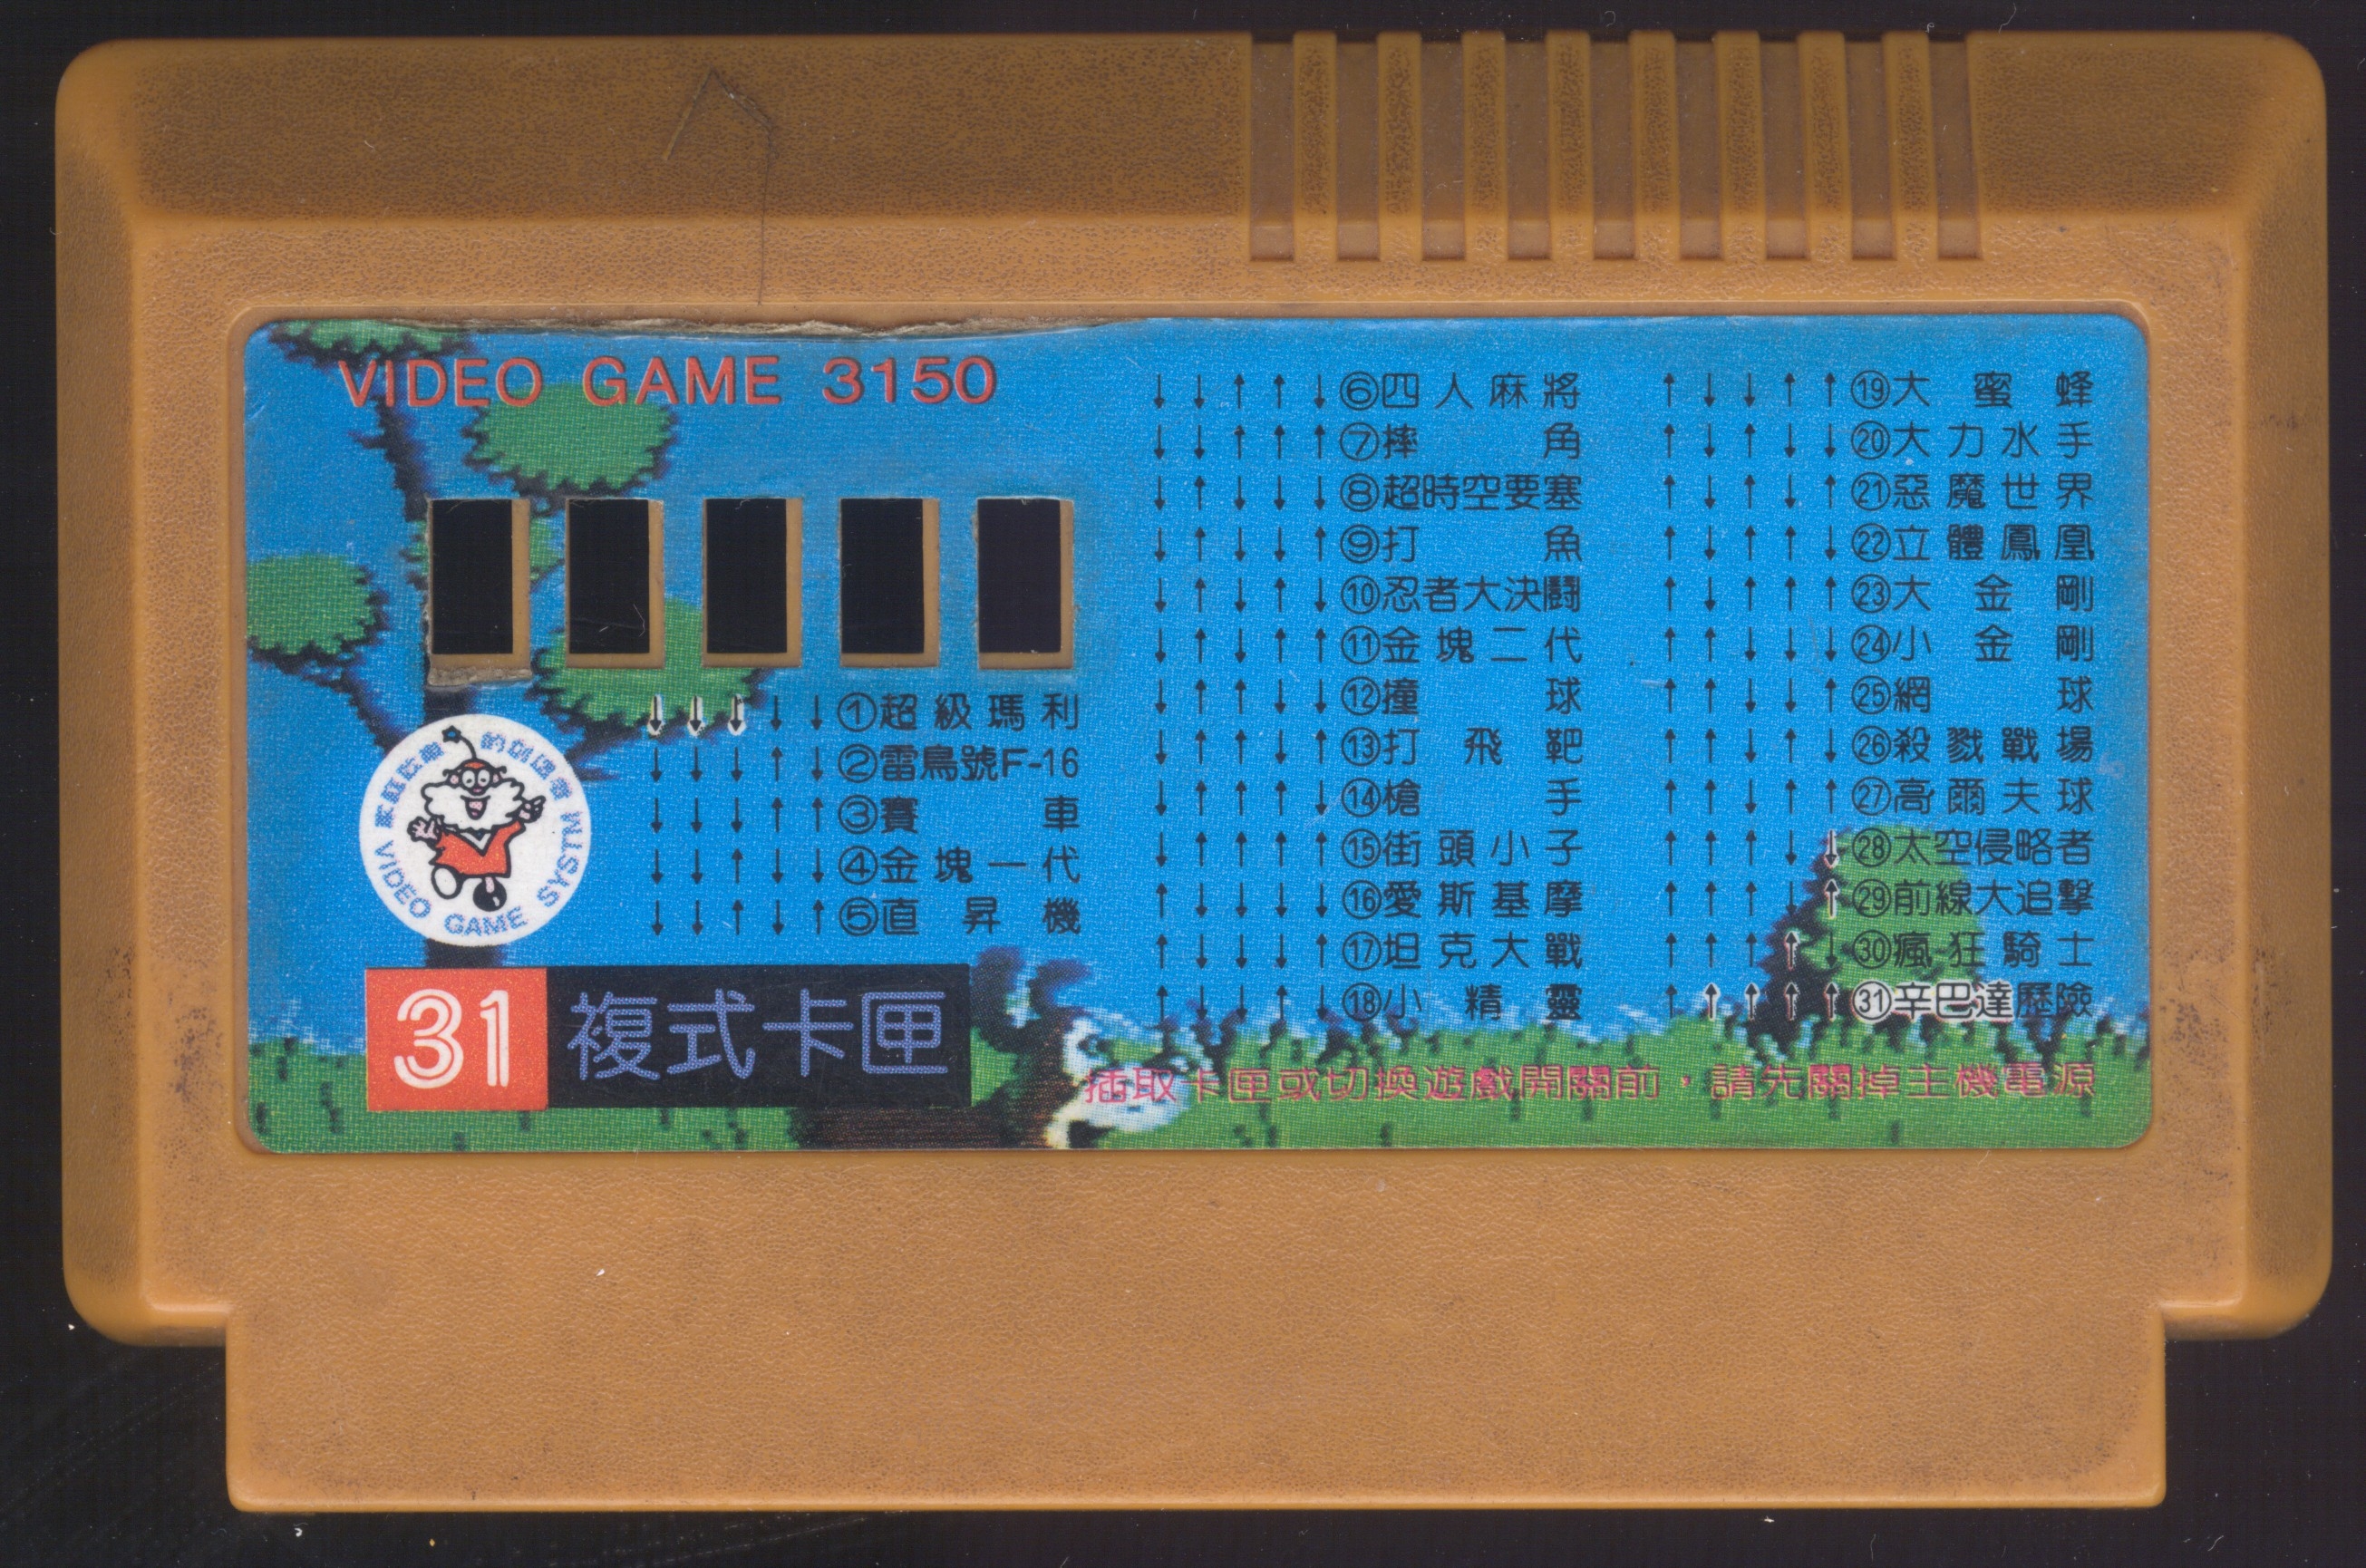 VIDEO GAME 3150
↓↓↓↓↓①超級瑪利
↓↓↓↑↓②雷鳥號F-16
↓↓↓↑↑③賽車
↓↓↑↓↓④金塊一代
↓↓↑↓↑⑤直昇機
VIDEO GAME SYSTM
31 複式卡匣
↓↓↑↑↓⑥四人麻將
↓↓↑↑↑⑦摔角
↓↑↓↓↓⑧超時空要塞
↓↑↓↓↑⑨打魚
↓↑↓↑↓⑩忍者大決鬪
↓↑↓↑↑⑪金塊二代
↓↑↑↓↓⑫撞球
↓↑↑↓↑⑬打飛靶
↓↑↑↑↓⑭槍手
↓↑↑↑↑⑮街頭小子
↑↓↓↓↓⑯愛斯基摩
↑↓↓↓↑⑰坦克大戰
↑↓↓↑↓⑱小精靈
↑↓↓↑↑⑲大蜜蜂
↑↓↑↓↓⑳大力水手
↑↓↑↓↑㉑惡魔世界
↑↓↑↑↓㉒立體鳳凰
↑↓↑↑↑㉓大金剛
↑↑↓↓↓㉔小金剛
↑↑↓↓↑㉕網球
↑↑↓↑↓㉖殺戮戰場
↑↑↓↑↑㉗高爾夫球
↑↑↑↓↓㉘太空侵略者
↑↑↑↓↑㉙前線大追擊
↑↑↑↑↓㉚瘋狂騎士
↑↑↑↑↑㉛辛巴達歷險
插取卡匣或切換遊戲開關前，請先關掉主機電源